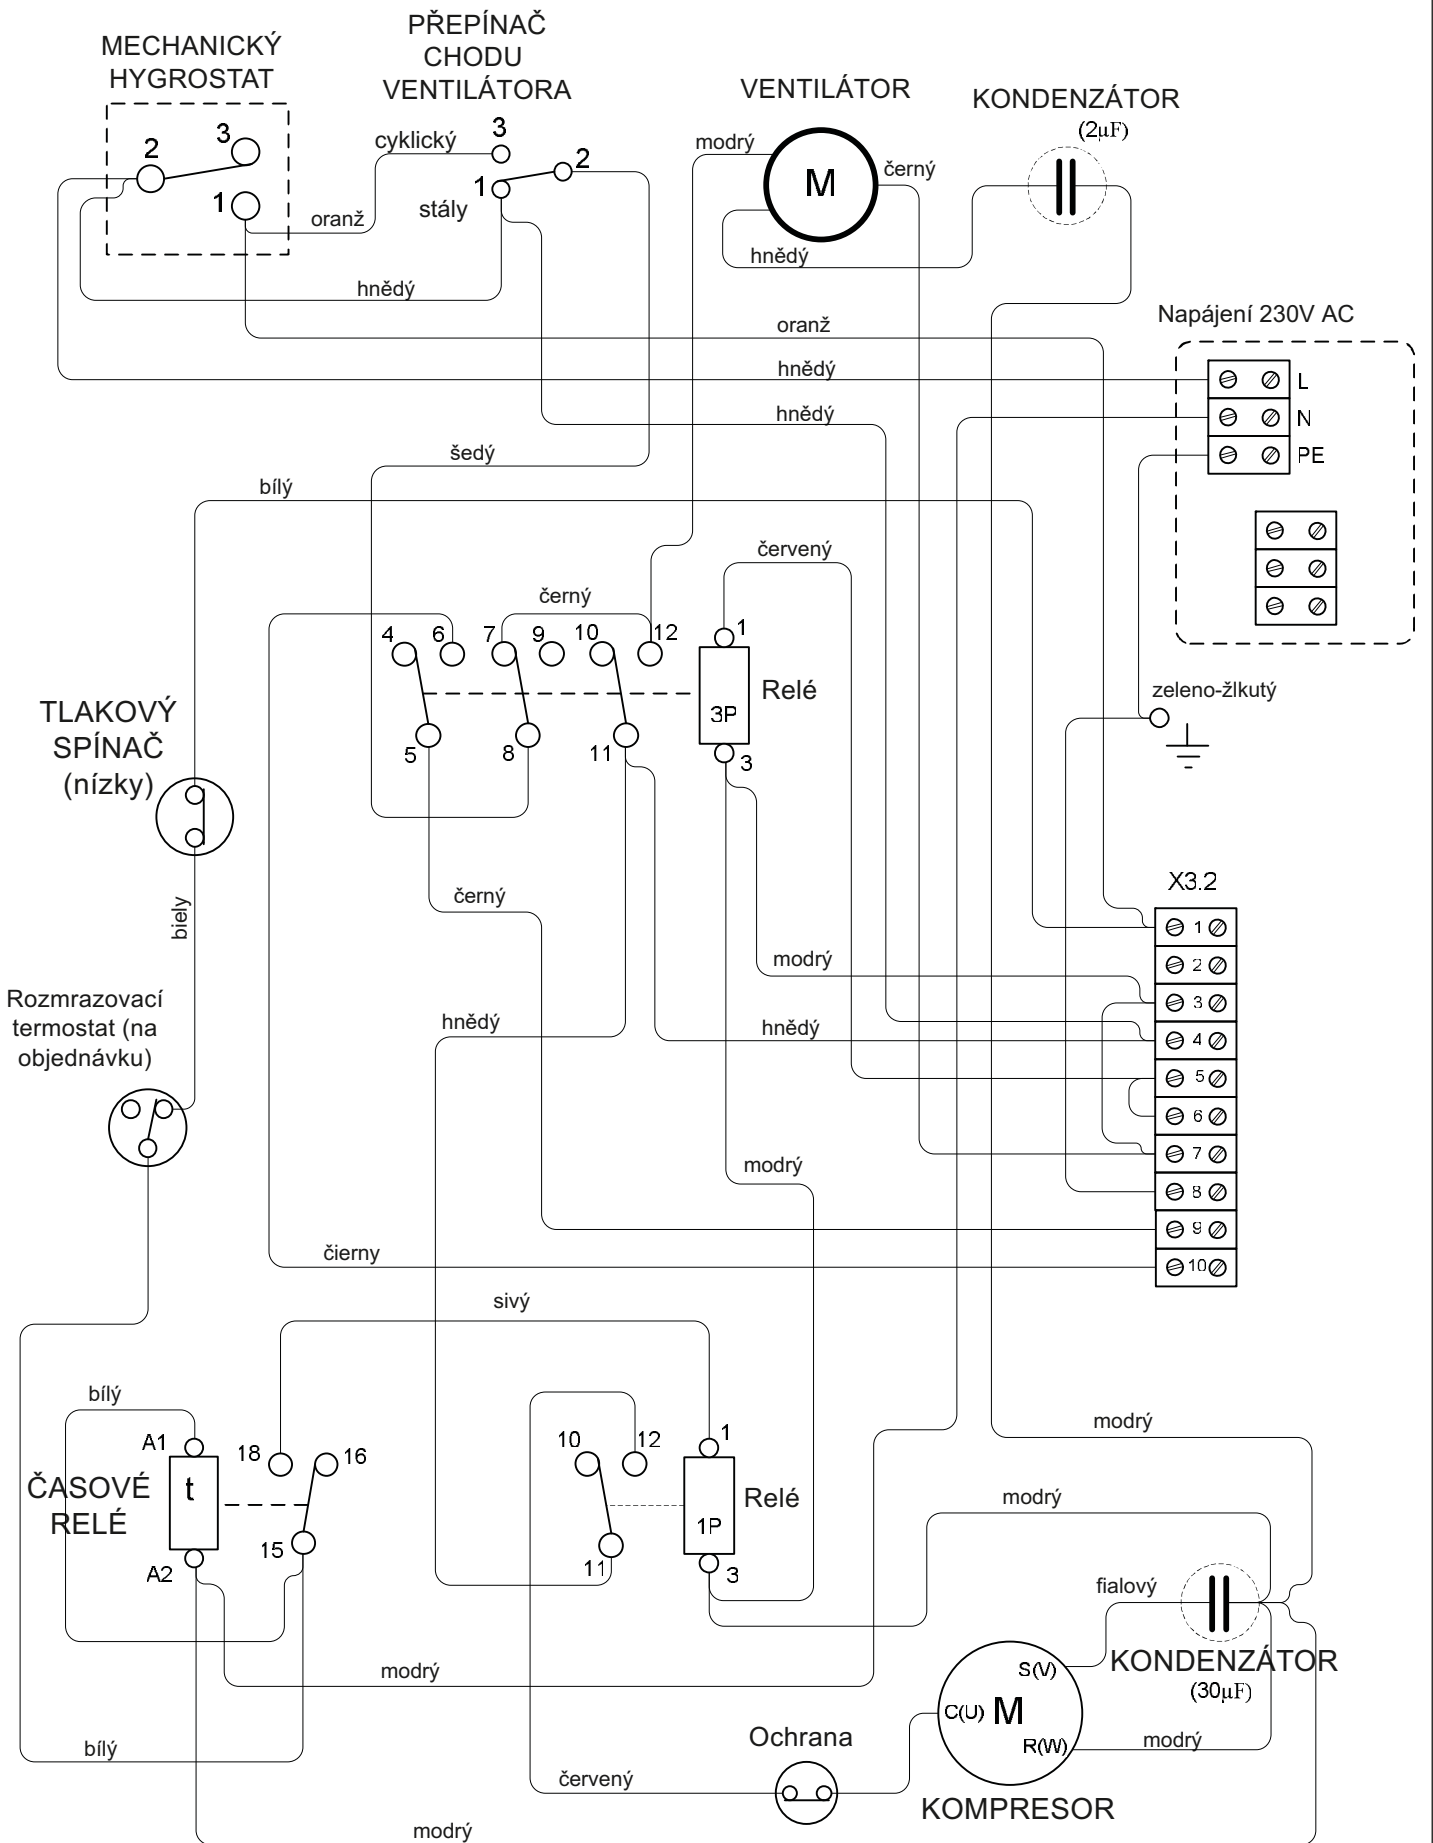 PŘEPÍNAČ
CHODU
VENTILÁTORA
MECHANICKÝ
HYGROSTAT
VENTILÁTOR
KONDENZÁTOR
(2µF)
cyklický
3
2
1
stály
2
3
1
oranž
hnědý
modrý
M
černý
hnědý
Napájení 230V AC
oranž
hnědý
hnědý
L
N
PE
šedý
bílý
červený
černý
4
6
7
9
10
12
1
Relé
3P
5
8
11
3
zeleno-žlkutý
TLAKOVÝ
SPÍNAČ
(nízky)
biely
černý
X3.2
1
2
3
4
5
6
7
8
9
10
modrý
hnědý
hnědý
Rozmrazovací
termostat (na
objednávku)
modrý
čierny
sivý
bílý
A1
t
A2
ČASOVÉ
RELÉ
18
16
15
10
12
11
1
Relé
1P
3
modrý
modrý
fialový
KONDENZÁTOR
(30µF)
S(V)
C(U)
M
R(W)
modrý
KOMPRESOR
modrý
bílý
Ochrana
červený
modrý